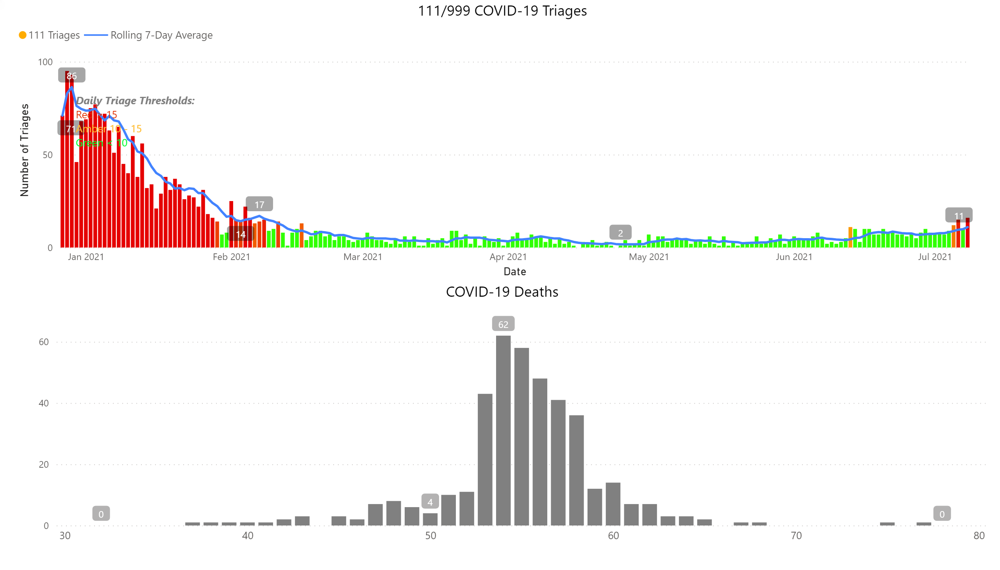 111/999 COVID-19 Triages
111 Triages Rolling 7-Day Average
100
86
Daily Triage Thresholds:
Red > 15
71
Amber 10 - 15
Green < 10
50
Number of Triages
17
14
2
11
0
Jan 2021 Feb 2021 Mar 2021 Apr 2021 May 2021 Jun 2021 Jul 2021
Date
COVID-19 Deaths
62
60
40
20
4
0
0
0
30 40 50 60 70 80